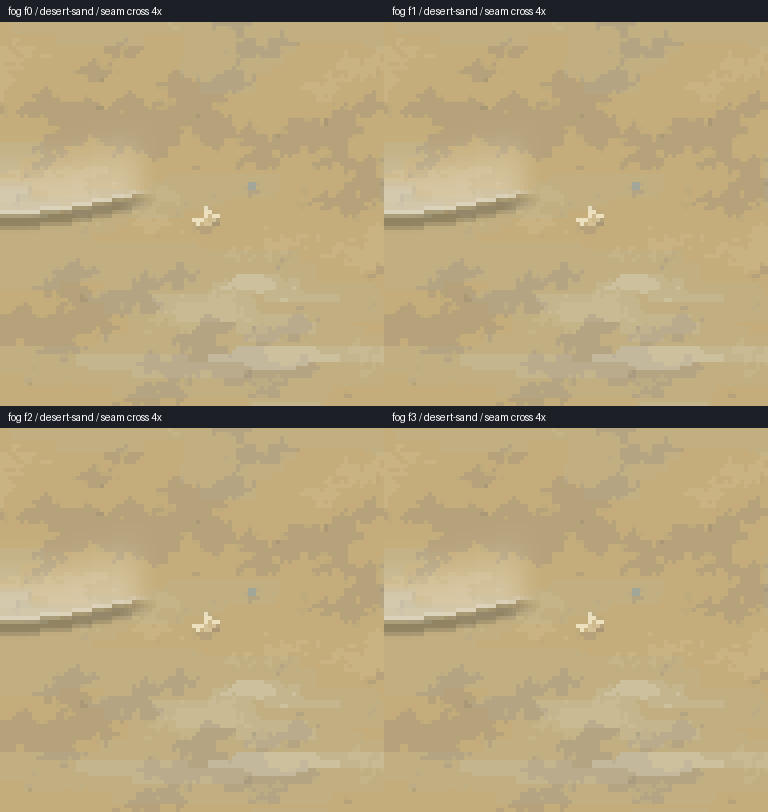 fog f0 / desert-sand / seam cross 4x
fog f1 / desert-sand / seam cross 4x
fog f2 / desert-sand / seam cross 4x
fog f3 / desert-sand / seam cross 4x